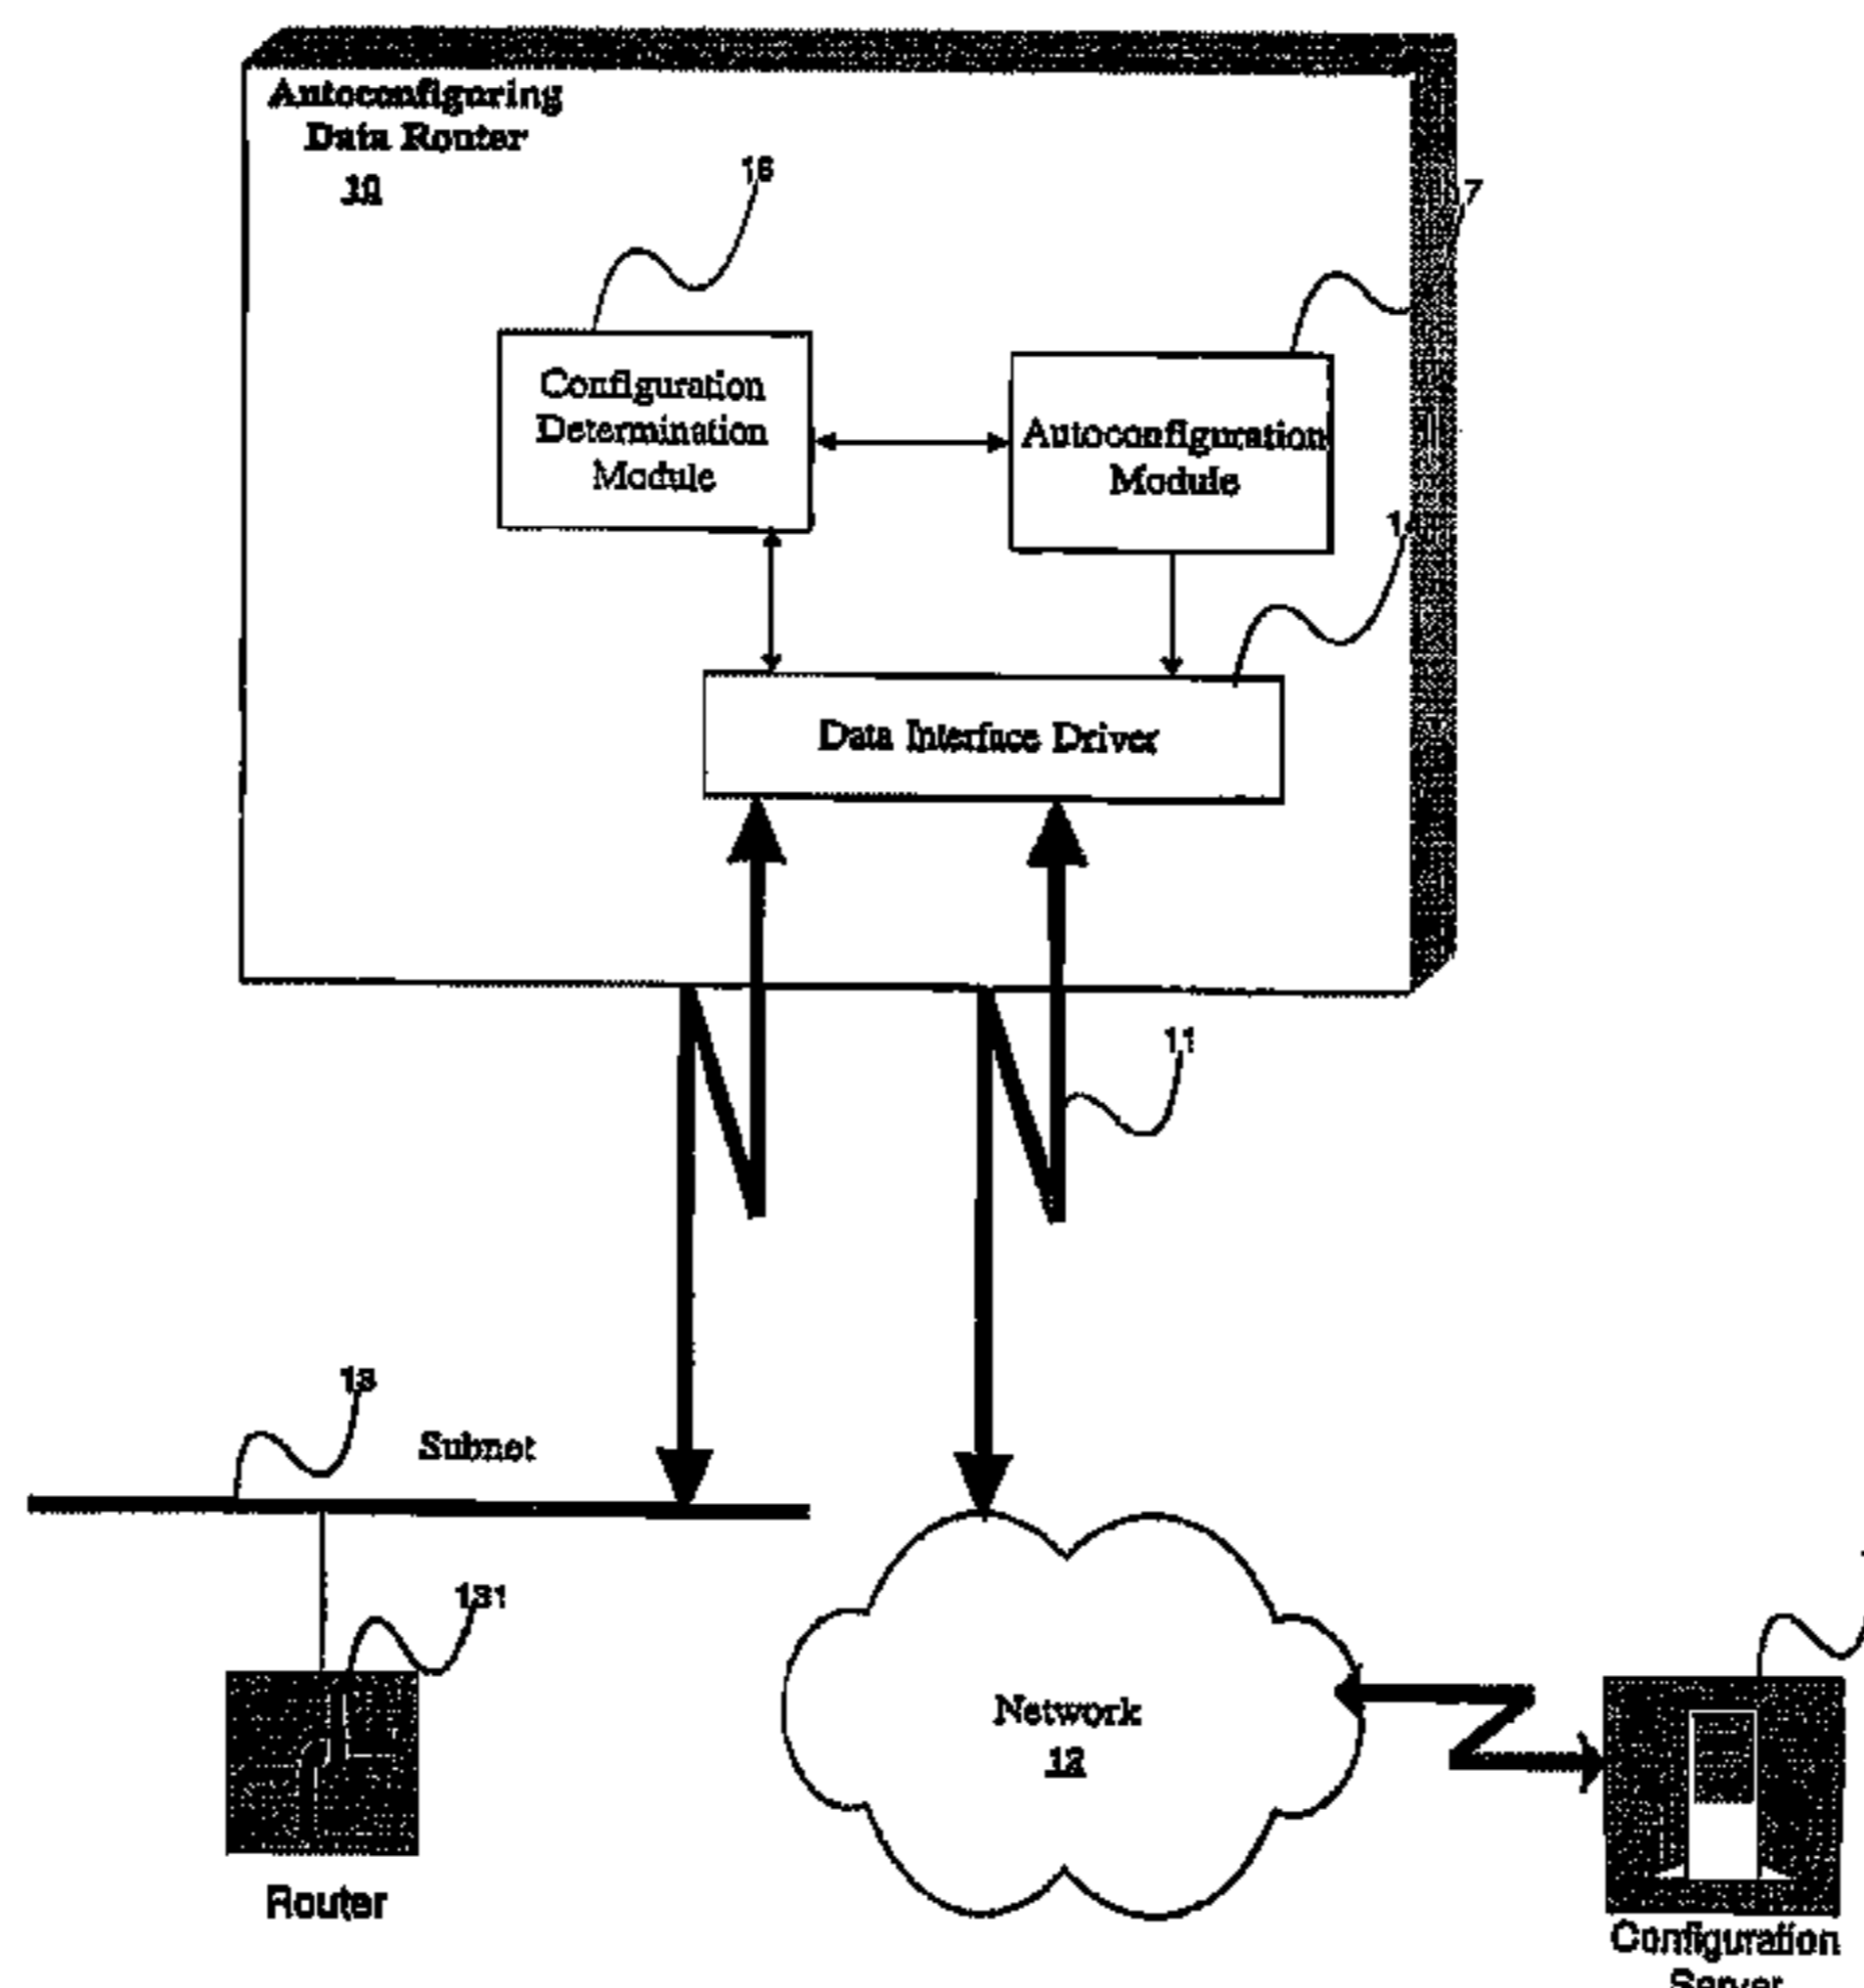 Autoconfiguring
Data Router
10
16
7
Configuration
Determination
Module
Autoconfiguration
Module
Data Interface Driver
11
13
Subnet
131
Network
12
Router
Configuration
Server